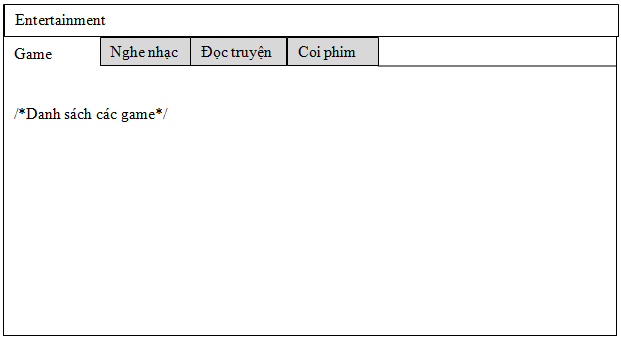 Entertainment
Game Nghe nhạc Đọc truyện Coi phim
/*Danh sách các game*/